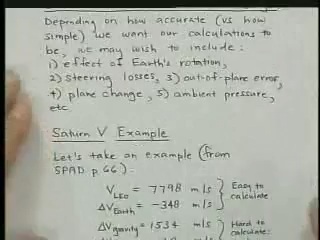 Depending on how accurate (vs how
simple) we want our calculations to
be, we may wish to include:
1) effect of Earth's rotation,
2) steering losses, 3) out-of-plane error,
4) plane change, 5) ambient pressure,
etc.
Saturn V Example
Let's take an example (from
SPAD p.66):
V_LEO = 7798 m/s } Easy to
ΔV_Earth = -348 m/s } calculate
ΔV_gravity = 1534 m/s } Hard to
calculate: